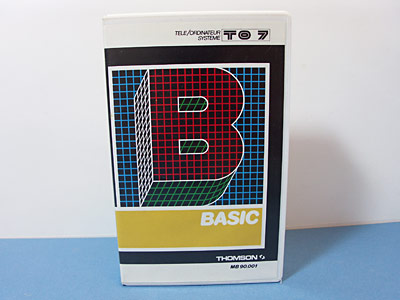 TELE/ORDINATEUR
SYSTEME TO 7
B
BASIC
THOMSON
MB 90.001